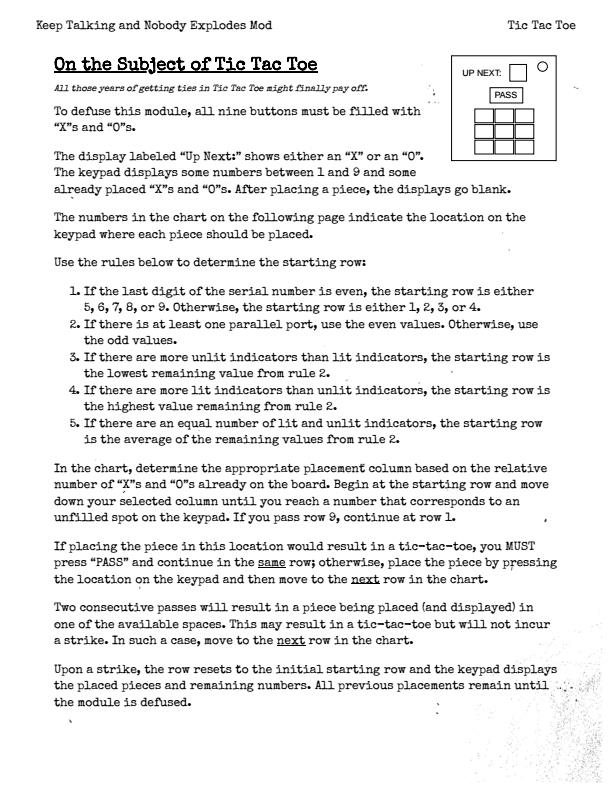 Keep Talking and Nobody Explodes Mod
Tic Tac Toe
On the Subject of Tic Tac Toe
All those years of getting ties in Tic Tac Toe might finally pay off.
UP NEXT:
PASS
To defuse this module, all nine buttons must be filled with
“X”s and “O”s.
The display labeled “Up Next:” shows either an “X” or an “O”.
The keypad displays some numbers between 1 and 9 and some
already placed “X”s and “O”s. After placing a piece, the displays go blank.
The numbers in the chart on the following page indicate the location on the
keypad where each piece should be placed.
Use the rules below to determine the starting row:
1. If the last digit of the serial number is even, the starting row is either
5, 6, 7, 8, or 9. Otherwise, the starting row is either 1, 2, 3, or 4.
2. If there is at least one parallel port, use the even values. Otherwise, use
the odd values.
3. If there are more unlit indicators than lit indicators, the starting row is
the lowest remaining value from rule 2.
4. If there are more lit indicators than unlit indicators, the starting row is
the highest value remaining from rule 2.
5. If there are an equal number of lit and unlit indicators, the starting row
is the average of the remaining values from rule 2.
In the chart, determine the appropriate placement column based on the relative
number of “X”s and “O”s already on the board. Begin at the starting row and move
down your selected column until you reach a number that corresponds to an
unfilled spot on the keypad. If you pass row 9, continue at row 1.
If placing the piece in this location would result in a tic-tac-toe, you MUST
press “PASS” and continue in the same row; otherwise, place the piece by pressing
the location on the keypad and then move to the next row in the chart.
Two consecutive passes will result in a piece being placed (and displayed) in
one of the available spaces. This may result in a tic-tac-toe but will not incur
a strike. In such a case, move to the next row in the chart.
Upon a strike, the row resets to the initial starting row and the keypad displays
the placed pieces and remaining numbers. All previous placements remain until
the module is defused.